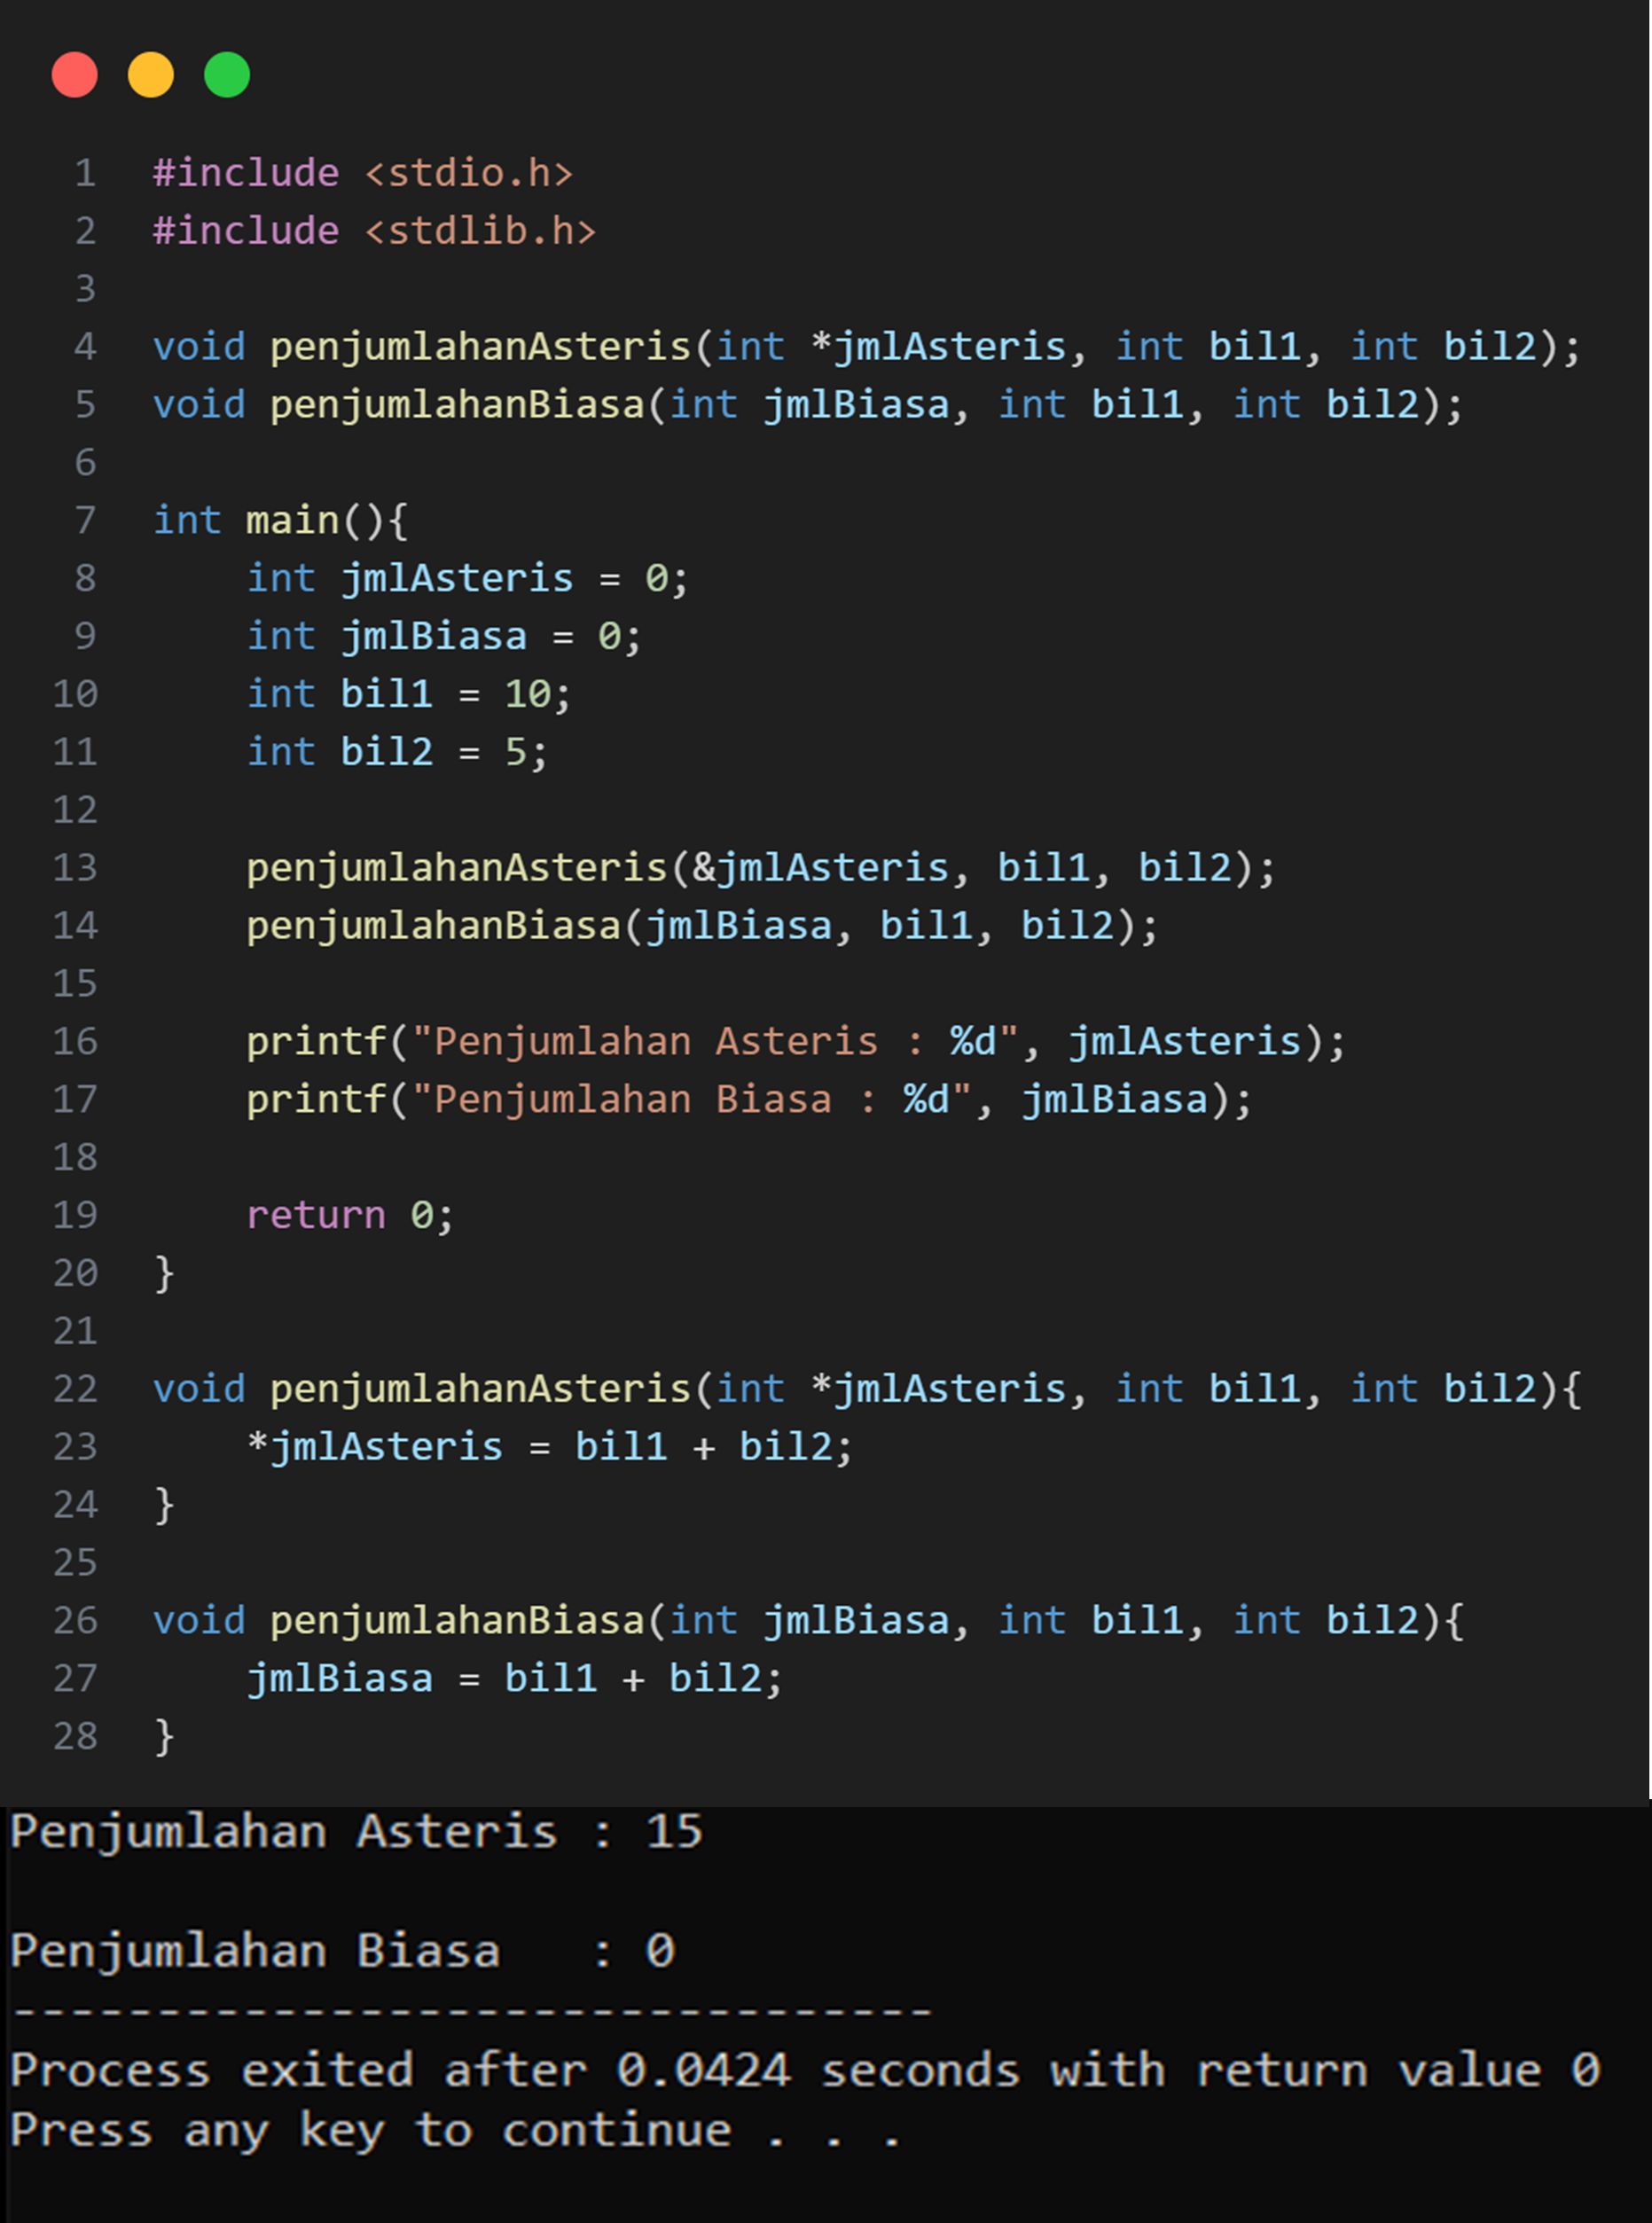 1 #include <stdio.h>
2 #include <stdlib.h>
3
4 void penjumlahanAsteris(int *jmlAsteris, int bil1, int bil2);
5 void penjumlahanBiasa(int jmlBiasa, int bil1, int bil2);
6
7 int main(){
8     int jmlAsteris = 0;
9     int jmlBiasa = 0;
10     int bil1 = 10;
11     int bil2 = 5;
12
13     penjumlahanAsteris(&jmlAsteris, bil1, bil2);
14     penjumlahanBiasa(jmlBiasa, bil1, bil2);
15
16     printf("Penjumlahan Asteris : %d", jmlAsteris);
17     printf("Penjumlahan Biasa : %d", jmlBiasa);
18
19     return 0;
20 }
21
22 void penjumlahanAsteris(int *jmlAsteris, int bil1, int bil2){
23     *jmlAsteris = bil1 + bil2;
24 }
25
26 void penjumlahanBiasa(int jmlBiasa, int bil1, int bil2){
27     jmlBiasa = bil1 + bil2;
28 }
Penjumlahan Asteris : 15
Penjumlahan Biasa   : 0
--------------------------------
Process exited after 0.0424 seconds with return value 0
Press any key to continue . . .